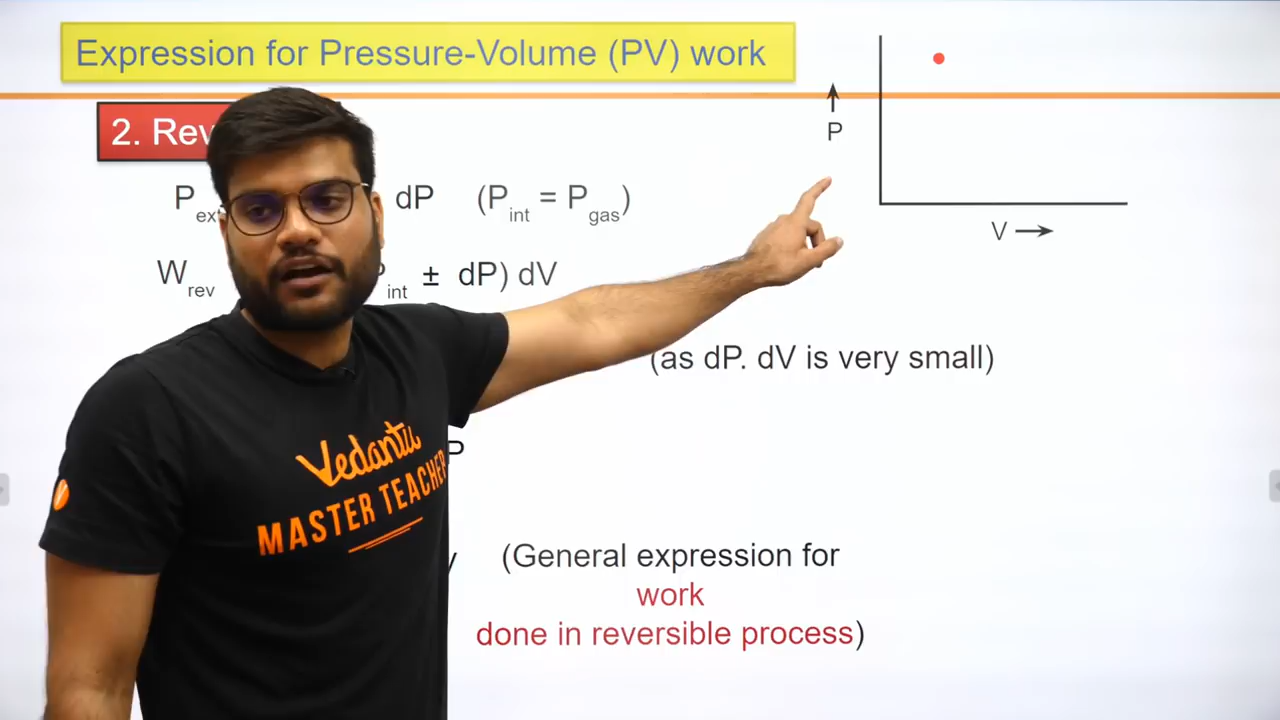 Expression for Pressure-Volume (PV) work
2. Rev
P ext dP (P int = P gas)
P
W rev int ± dP) dV
V
(as dP. dV is very small)
P
(General expression for
work
done in reversible process)
Vedantu
MASTER TEACHER
V